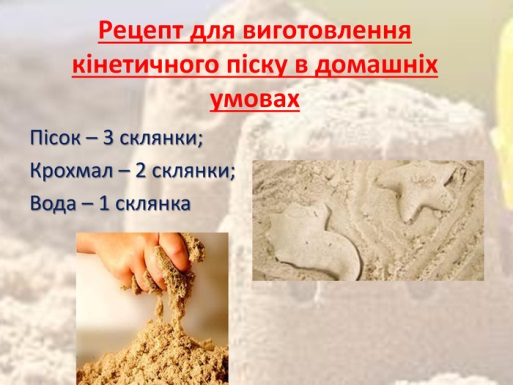 Рецепт для виготовлення
кінетичного піску в домашніх
умовах
Пісок – 3 склянки;
Крохмал – 2 склянки;
Вода – 1 склянка